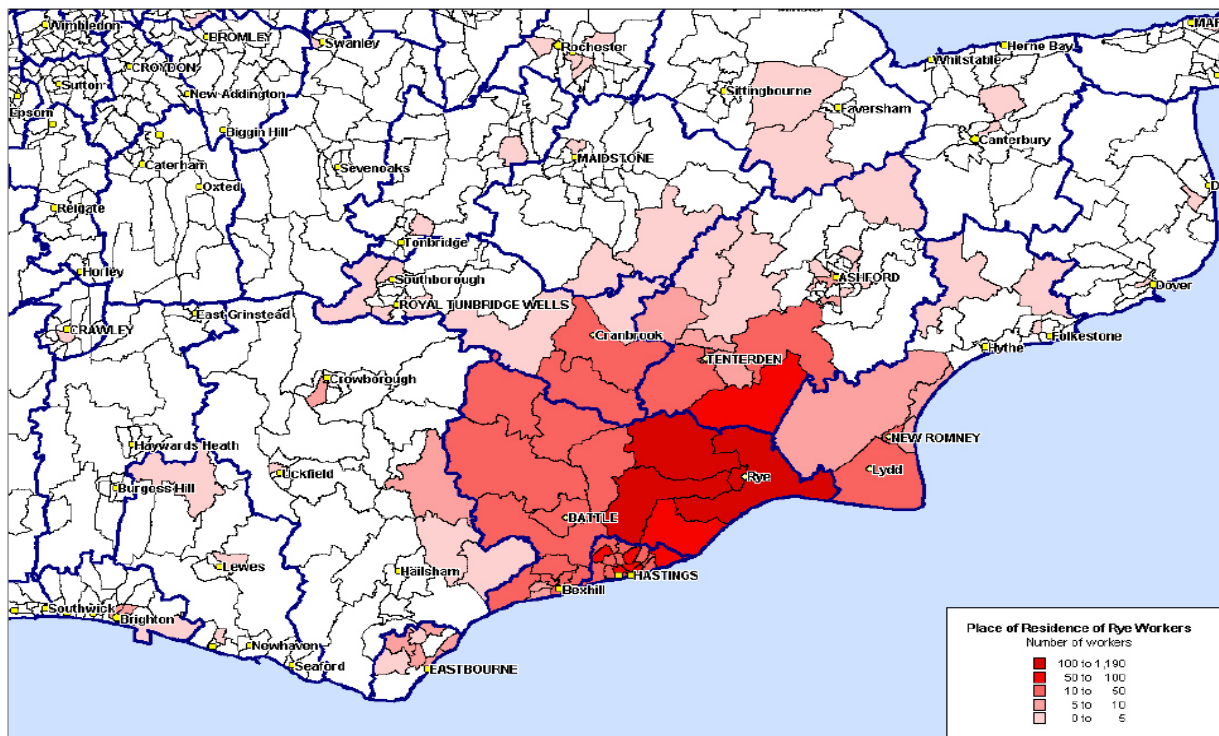 Wimbledon
BROMLEY
Swanley
Rochester
MAR
Herne Bay
Whitstable
CROYDON
Sutton
New Addington
Sittingbourne
Faversham
Epsom
Biggin Hill
Canterbury
MAIDSTONE
Caterham
Sevenoaks
Oxted
D
Reigate
Tonbridge
Horley
Southborough
ASHFORD
Dover
ROYAL TUNBRIDGE WELLS
East Grinstead
CRAWLEY
Cranbrook
Folkestone
Hythe
TENTERDEN
Crowborough
NEW ROMNEY
Haywards Heath
Lydd
Uckfield
Rye
Burgess Hill
BATTLE
Lewes
Hailsham
HASTINGS
Bexhill
Southwick
Brighton
Newhaven
Seaford
EASTBOURNE
Place of Residence of Rye Workers
Number of workers
100 to 1,190
50 to 100
10 to 50
5 to 10
0 to 5